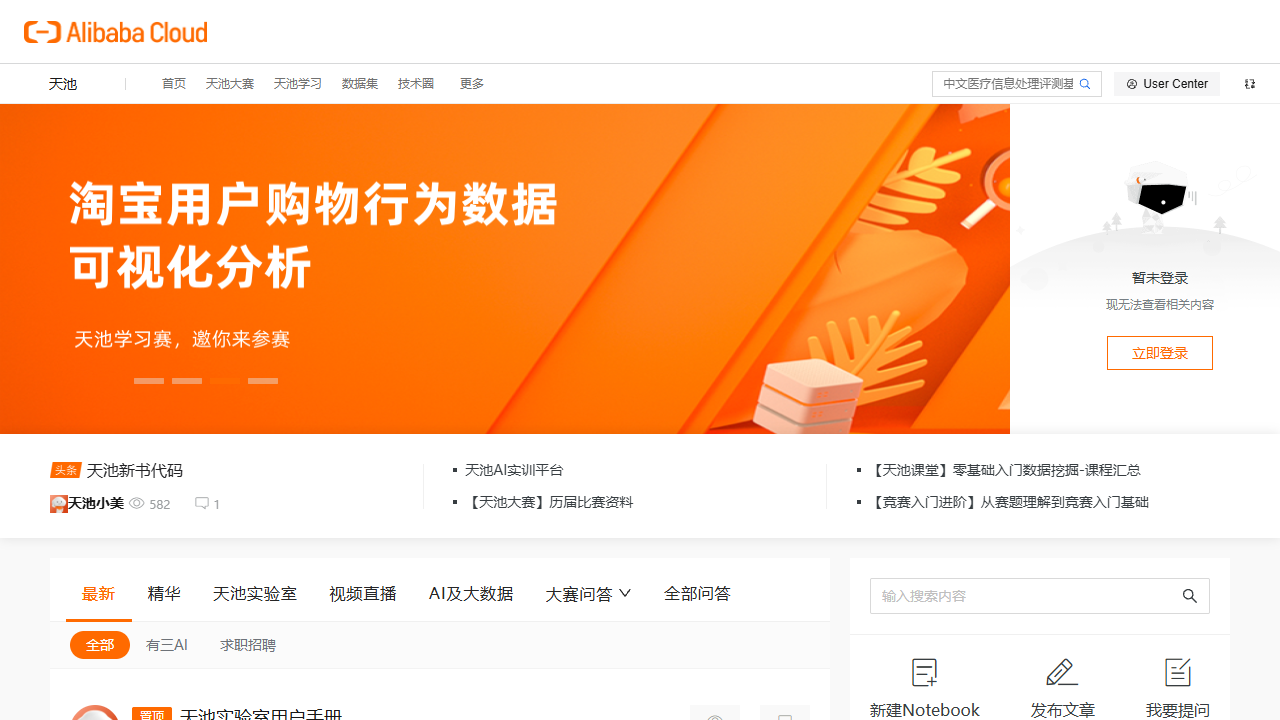 Alibaba Cloud
天池
首页
天池大赛
天池学习
数据集
技术圈
更多
中文医疗信息处理评测基
User Center
淘宝用户购物行为数据
可视化分析
天池学习赛，邀你来参赛
暂未登录
现无法查看相关内容
立即登录
头条 天池新书代码
天池小美 582 1
天池AI实训平台
【天池大赛】历届比赛资料
【天池课堂】零基础入门数据挖掘-课程汇总
【竞赛入门进阶】从赛题理解到竞赛入门基础
最新
精华
天池实验室
视频直播
AI及大数据
大赛问答
全部问答
全部
有三AI
求职招聘
置顶 天池实验室用户手册
输入搜索内容
新建Notebook
发布文章
我要提问